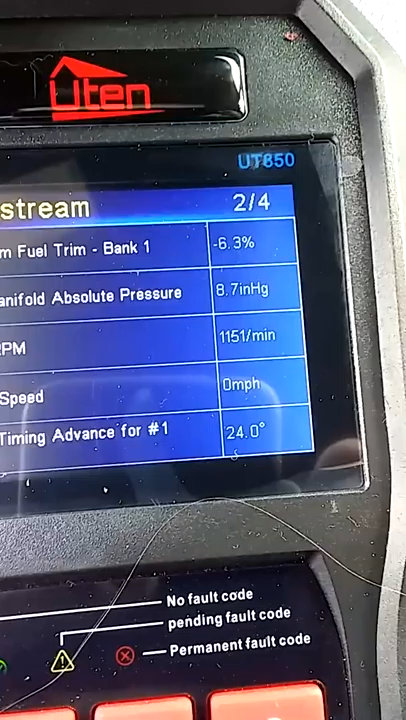 Uten
UT850
stream 2/4
m Fuel Trim - Bank 1 -6.3%
anifold Absolute Pressure 8.7inHg
RPM 1151/min
Speed 0mph
Timing Advance for #1 24.0°
No fault code
pending fault code
Permanent fault code